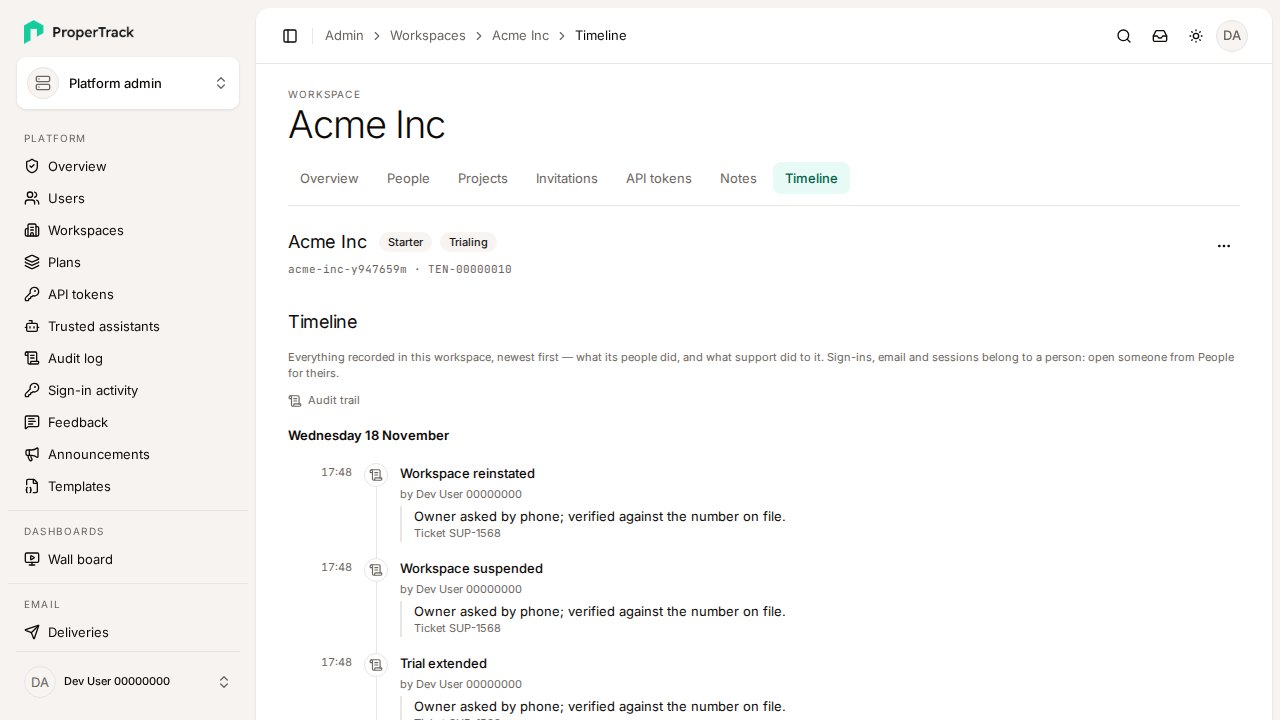 ProperTrack
Platform admin
PLATFORM
Overview
Users
Workspaces
Plans
API tokens
Trusted assistants
Audit log
Sign-in activity
Feedback
Announcements
Templates
DASHBOARDS
Wall board
EMAIL
Deliveries
DA
Dev User 00000000
Admin
Workspaces
Acme Inc
Timeline
DA
WORKSPACE
Acme Inc
Overview
People
Projects
Invitations
API tokens
Notes
Timeline
Acme Inc
Starter
Trialing
acme-inc-y947659m · TEN-00000010
Timeline
Everything recorded in this workspace, newest first — what its people did, and what support did to it. Sign-ins, email and sessions belong to a person: open someone from People
for theirs.
Audit trail
Wednesday 18 November
17:48
Workspace reinstated
by Dev User 00000000
Owner asked by phone; verified against the number on file.
Ticket SUP-1568
17:48
Workspace suspended
by Dev User 00000000
Owner asked by phone; verified against the number on file.
Ticket SUP-1568
17:48
Trial extended
by Dev User 00000000
Owner asked by phone; verified against the number on file.